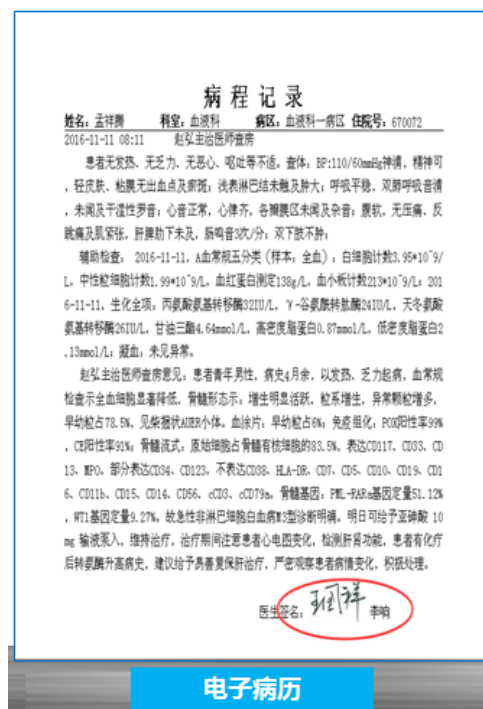 病程记录
姓名：孟祥腾 科室：血液科 病区：血液科一病区 住院号：670072
2016-11-11 08:11 赵弘主治医师查房
患者无发热、无乏力、无恶心、呕吐等不适。查体：BP:110/60mmHg神清，精神可
，轻皮肤、粘膜无出血点及瘀斑；浅表淋巴结未触及肿大；呼吸平稳，双肺呼吸音清
，未闻及干湿性罗音；心音正常，心律齐，各瓣膜区未闻及杂音；腹软，无压痛、反
跳痛及肌紧张，肝脾肋下未及，肠鸣音3次/分；双下肢不肿；
辅助检查： 2016-11-11，A血常规五分类（样本：全血）：白细胞计数3.95*10^9/
L，中性粒细胞计数1.99*10^9/L，血红蛋白测定138g/L，血小板计数213*10^9/L；201
6-11-11，生化全项：丙氨酸氨基转移酶32IU/L，γ-谷氨酰转肽酶24IU/L，天冬氨酸
氨基转移酶26IU/L，甘油三酯4.64mmol/L，高密度脂蛋白0.87mmol/L，低密度脂蛋白2
.13mmol/L；凝血：未见异常。
赵弘主治医师查房意见：患者青年男性，病史4月余，以发热、乏力起病，血常规
检查示全血细胞显著降低。骨髓形态示：增生明显活跃，粒系增生，异常颗粒增多，
早幼粒占78.5%，见柴捆状AUER小体。血涂片：早幼粒占6%；免疫组化：POX阳性率99%
，CE阳性率91%；骨髓流式：原始细胞占骨髓有核细胞的83.5%，表达CD117、CD33、CD
13、MPO，部分表达CD34、CD123，不表达CD38、HLA-DR、CD7、CD5、CD10、CD19、CD1
6、CD11b、CD15、CD14、CD56、cCD3、cCD79a。骨髓基因：PML-RARa基因定量51.12%
，WT1基因定量9.27%，故急性非淋巴细胞白血病M3型诊断明确。明日可给予亚砷酸 10
mg 输液泵入，维持治疗，治疗期间注意患者心电图变化，检测肝肾功能，患者有化疗
后转氨酶升高病史，建议给予易善复保肝治疗，严密观察患者病情变化，积极处理。
医生签名： 李响
电子病历